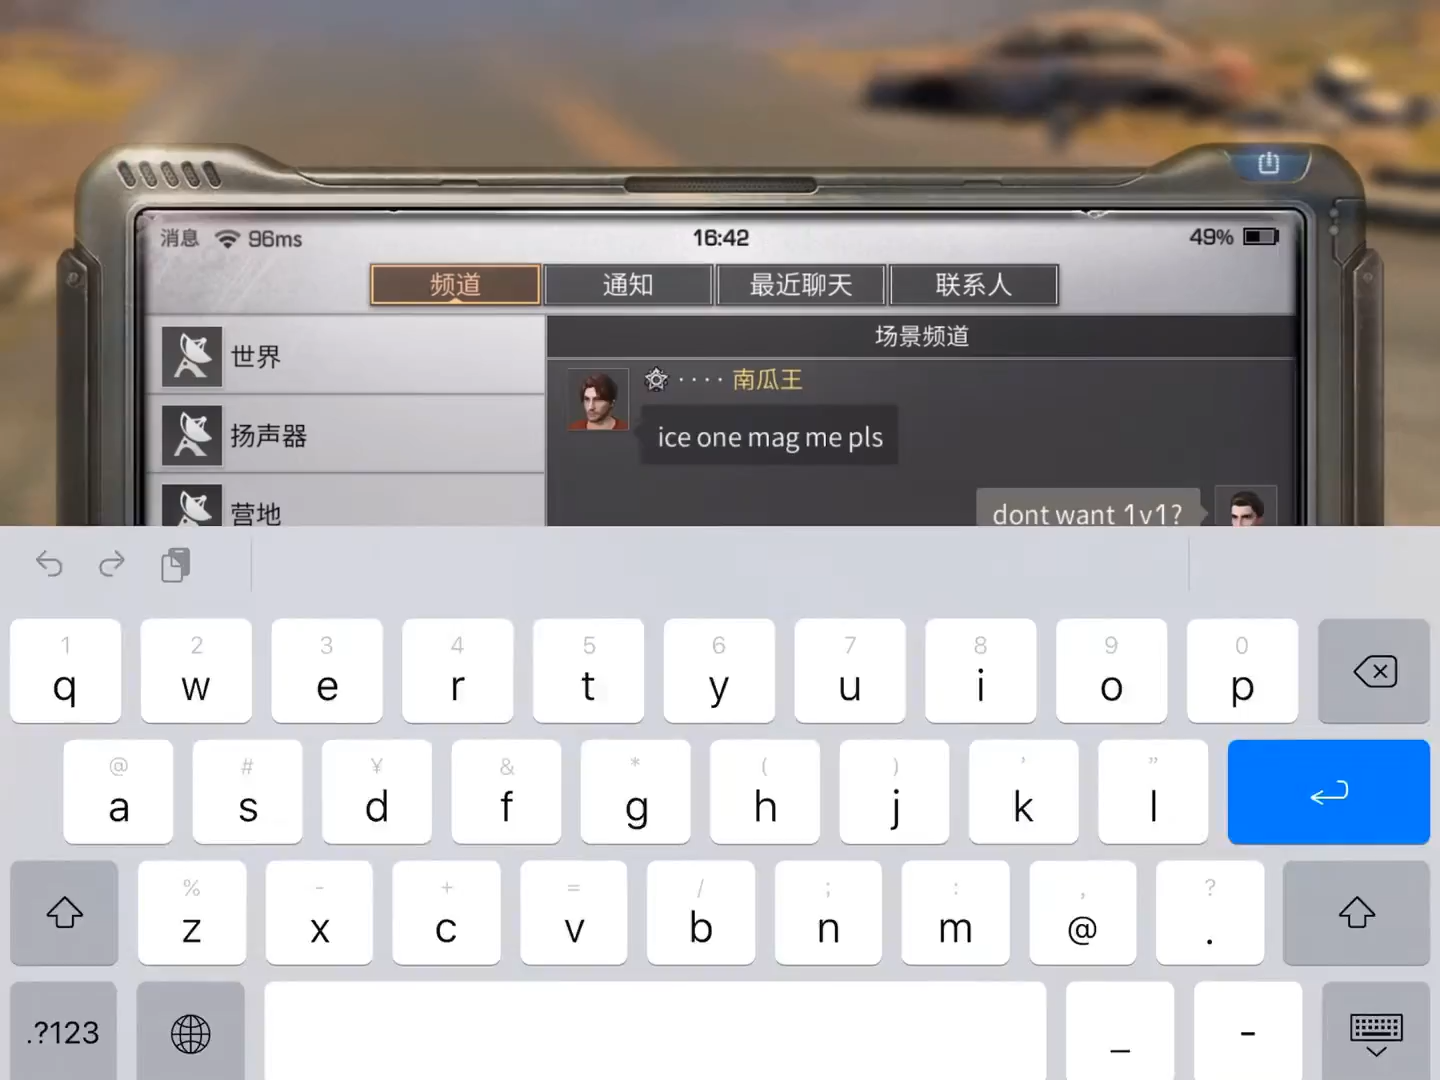 消息 96ms
16:42
49%
频道
通知
最近聊天
联系人
世界
扬声器
营地
场景频道
南瓜王
ice one mag me pls
dont want 1v1?
1 2 3 4 5 6 7 8 9 0
q w e r t y u i o p
@ # ¥ & * ( ) ' "
a s d f g h j k l
% - + = / ; : , ?
z x c v b n m @ .
.?123 _ -